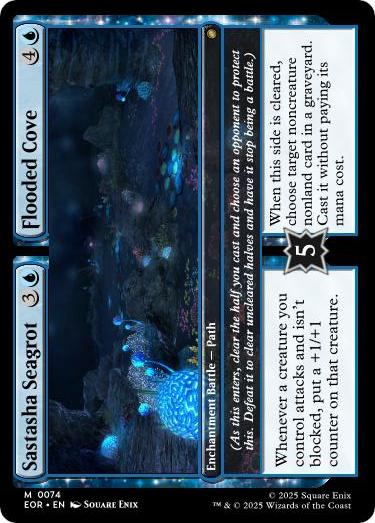 Sastasha Seagrot 3
Flooded Cove 4
Enchantment Battle — Path
(As this enters, clear the half you cast and choose an opponent to protect
this. Defeat it to clear uncleared halves and have it stop being a battle.)
Whenever a creature you
control attacks and isn't
blocked, put a +1/+1
counter on that creature.
5
When this side is cleared,
choose target noncreature
nonland card in a graveyard.
Cast it without paying its
mana cost.
M 0074
EOR • EN SQUARE ENIX
© 2025 Square Enix
™ & © 2025 Wizards of the Coast